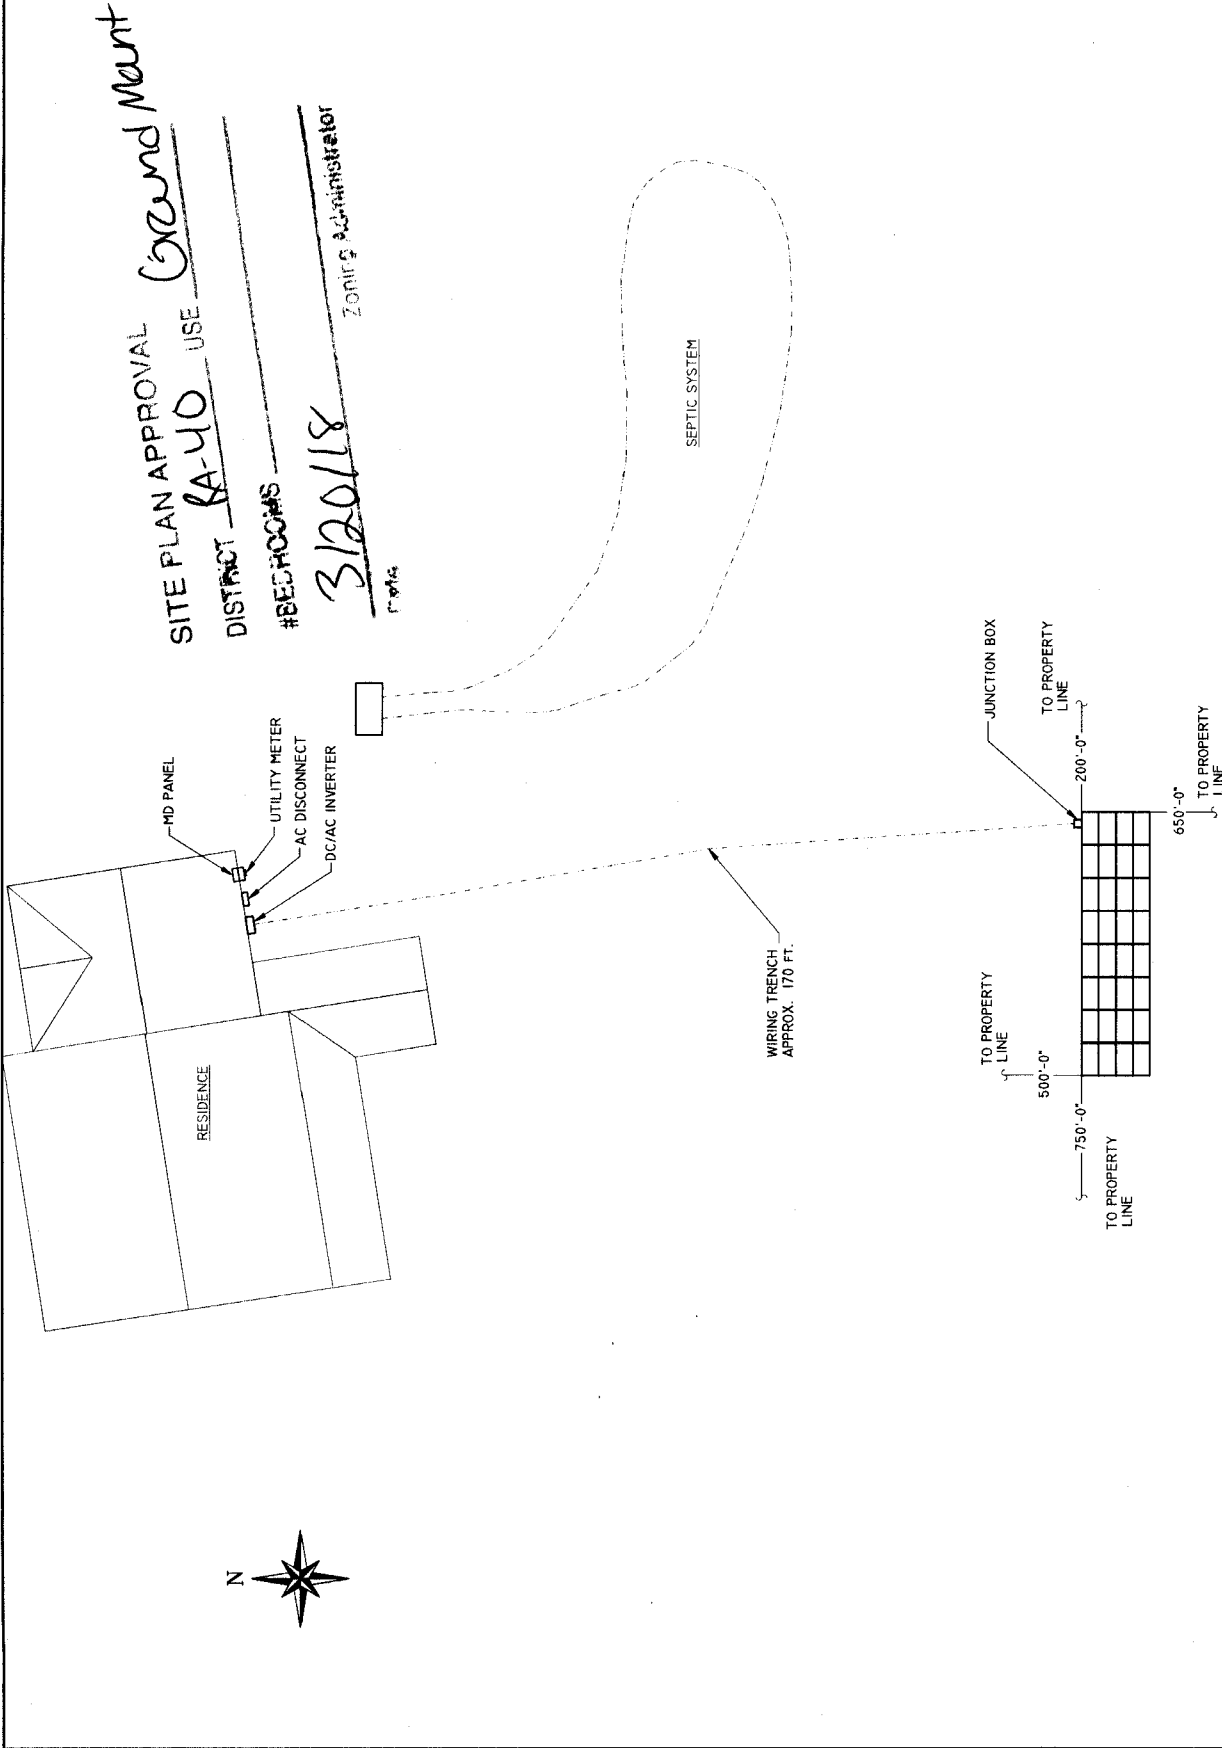 SITE PLAN APPROVAL
DISTRICT RA-40 USE Ground Mount
#BEDROOMS
3/20/18
Date
Zoning Administrator
MD PANEL
UTILITY METER
AC DISCONNECT
DC/AC INVERTER
RESIDENCE
SEPTIC SYSTEM
N
WIRING TRENCH
APPROX. 170 FT.
JUNCTION BOX
TO PROPERTY
LINE
500'-0"
750'-0"
TO PROPERTY
LINE
200'-0"
TO PROPERTY
LINE
650'-0"
TO PROPERTY
LINE